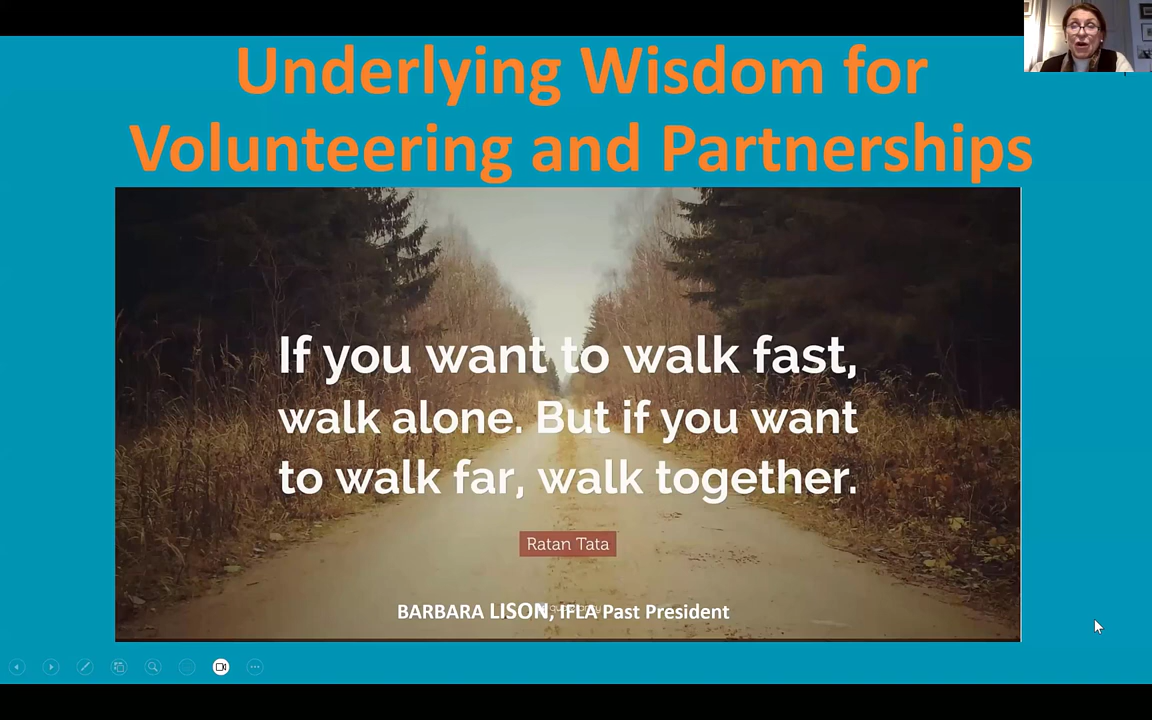 Underlying Wisdom for
Volunteering and Partnerships
If you want to walk fast,
walk alone. But if you want
to walk far, walk together.
Ratan Tata
BARBARA LISON, IFLA Past President